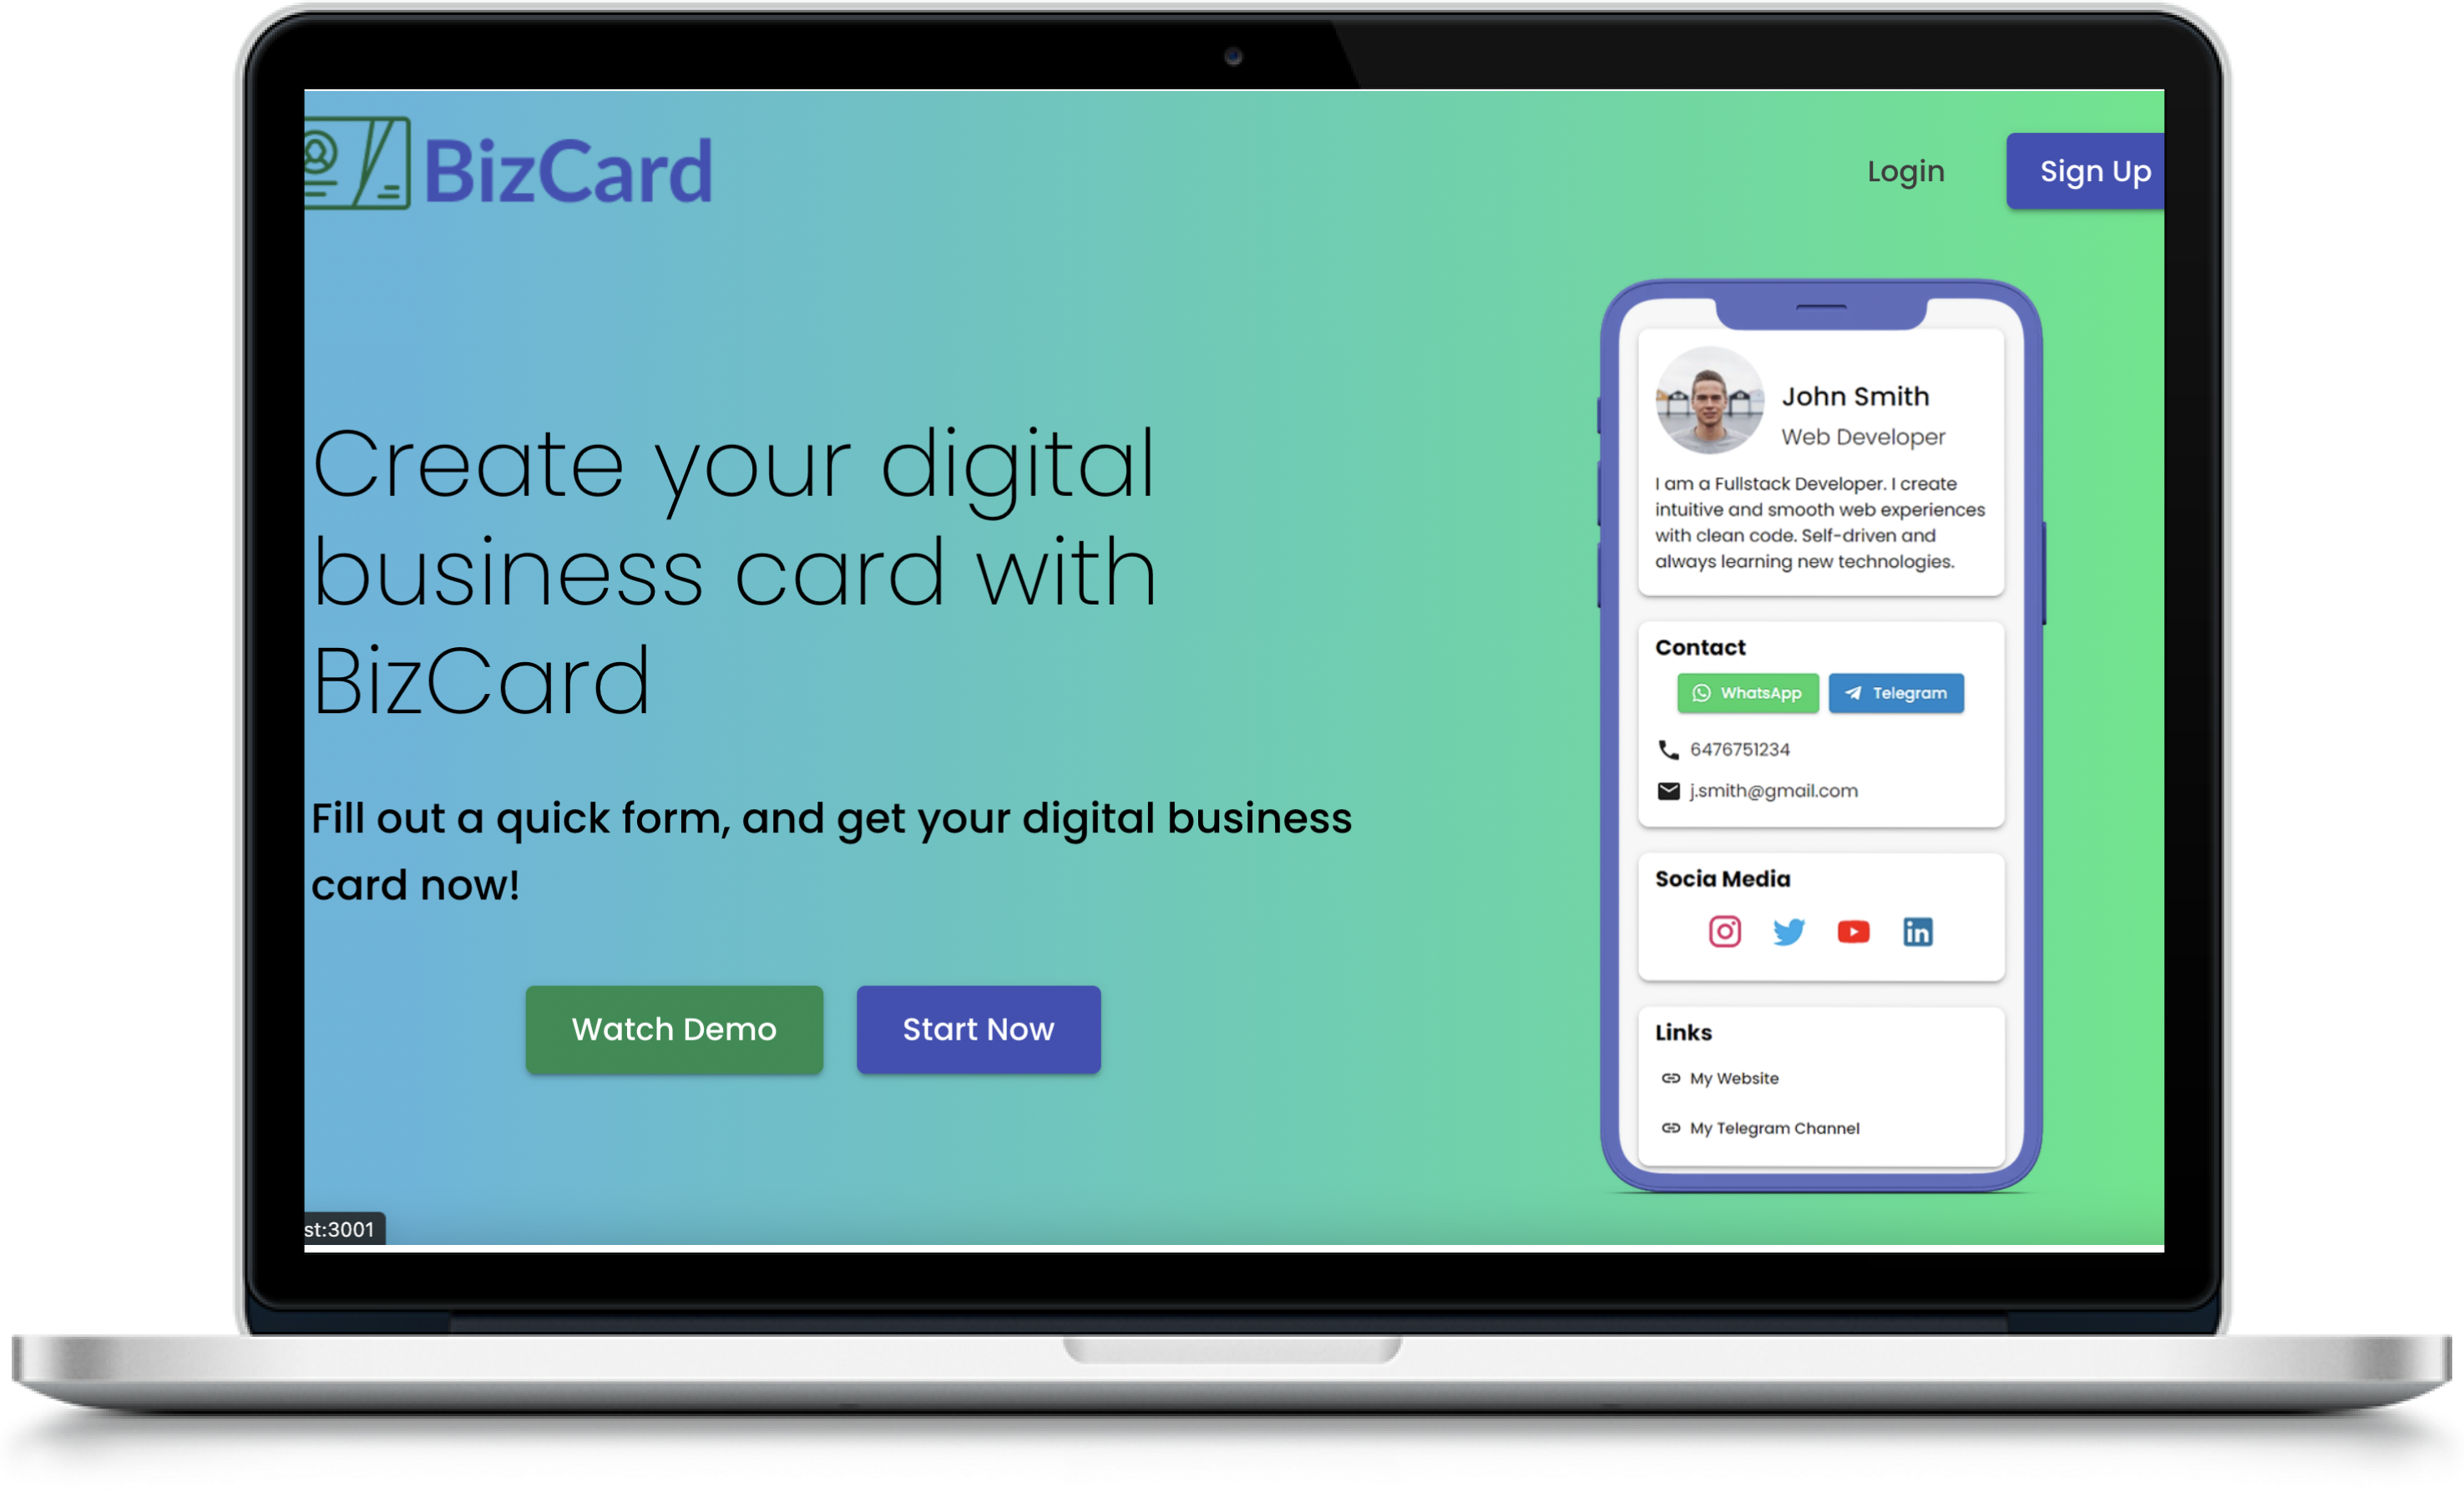 BizCard
Login
Sign Up
Create your digital
business card with
BizCard
Fill out a quick form, and get your digital business
card now!
Watch Demo
Start Now
st:3001
John Smith
Web Developer
I am a Fullstack Developer. I create
intuitive and smooth web experiences
with clean code. Self-driven and
always learning new technologies.
Contact
WhatsApp
Telegram
6476751234
j.smith@gmail.com
Socia Media
in
Links
My Website
My Telegram Channel